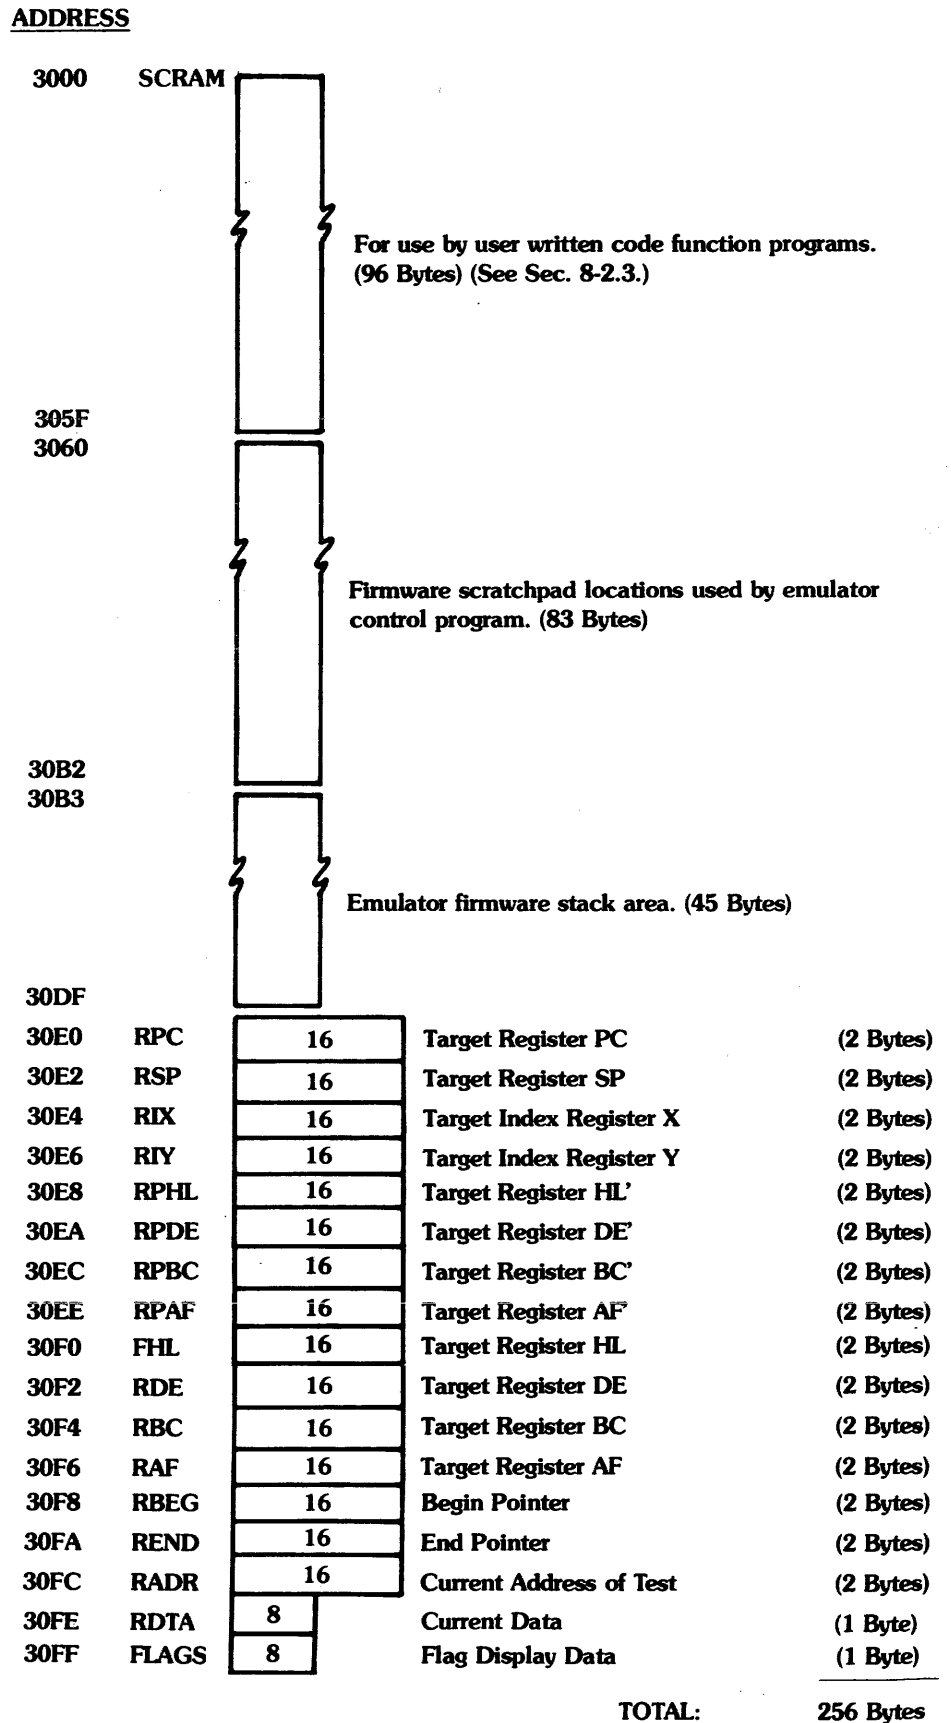 ADDRESS
3000 SCRAM
For use by user written code function programs.
(96 Bytes) (See Sec. 8-2.3.)
305F
3060
Firmware scratchpad locations used by emulator
control program. (83 Bytes)
30B2
30B3
Emulator firmware stack area. (45 Bytes)
30DF
30E0 RPC 16 Target Register PC (2 Bytes)
30E2 RSP 16 Target Register SP (2 Bytes)
30E4 RIX 16 Target Index Register X (2 Bytes)
30E6 RIY 16 Target Index Register Y (2 Bytes)
30E8 RPHL 16 Target Register HL' (2 Bytes)
30EA RPDE 16 Target Register DE' (2 Bytes)
30EC RPBC 16 Target Register BC' (2 Bytes)
30EE RPAF 16 Target Register AF' (2 Bytes)
30F0 FHL 16 Target Register HL (2 Bytes)
30F2 RDE 16 Target Register DE (2 Bytes)
30F4 RBC 16 Target Register BC (2 Bytes)
30F6 RAF 16 Target Register AF (2 Bytes)
30F8 RBEG 16 Begin Pointer (2 Bytes)
30FA REND 16 End Pointer (2 Bytes)
30FC RADR 16 Current Address of Test (2 Bytes)
30FE RDTA 8 Current Data (1 Byte)
30FF FLAGS 8 Flag Display Data (1 Byte)
TOTAL: 256 Bytes